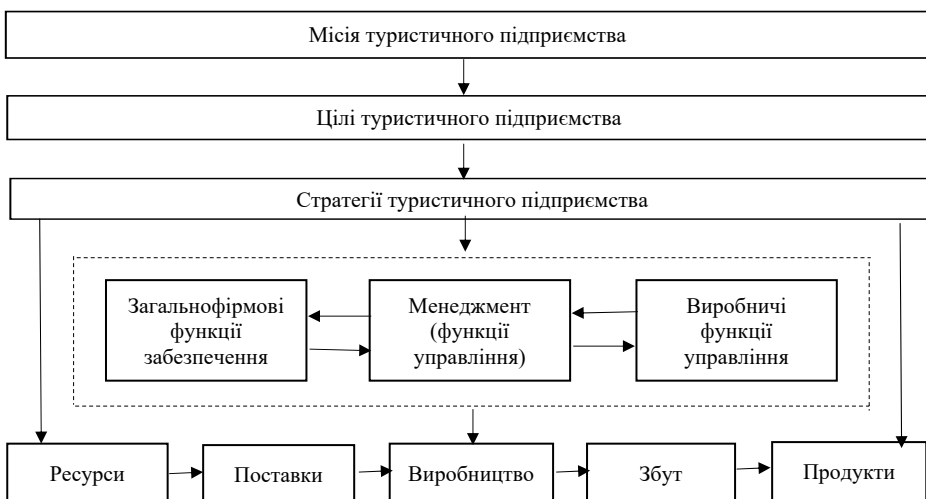 Місія туристичного підприємства
Цілі туристичного підприємства
Стратегії туристичного підприємства
Загальнофірмові
функції
забезпечення
Менеджмент
(функції
управління)
Виробничі
функції
управління
Ресурси
Поставки
Виробництво
Збут
Продукти